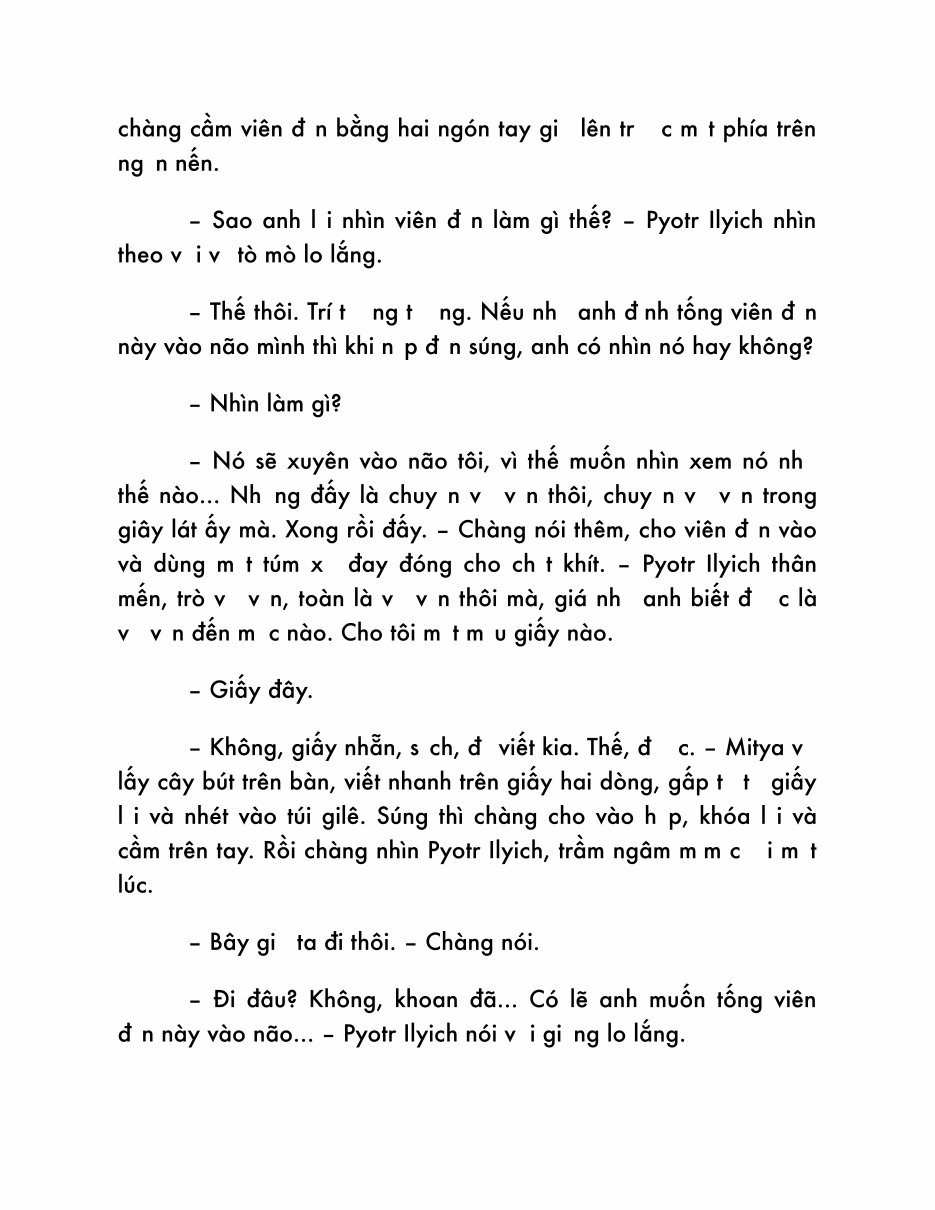 chàng cầm viên đ n bằng hai ngón tay gi lên tr c m t phía trên
ng n nến.
– Sao anh l i nhìn viên đ n làm gì thế? – Pyotr Ilyich nhìn
theo v i v tò mò lo lắng.
– Thế thôi. Trí t ng t ng. Nếu nh anh đ nh tống viên đ n
này vào não mình thì khi n p đ n súng, anh có nhìn nó hay không?
– Nhìn làm gì?
– Nó sẽ xuyên vào não tôi, vì thế muốn nhìn xem nó nh
thế nào... Nh ng đấy là chuy n v v n thôi, chuy n v v n trong
giây lát ấy mà. Xong rồi đấy. – Chàng nói thêm, cho viên đ n vào
và dùng m t túm x đay đóng cho ch t khít. – Pyotr Ilyich thân
mến, trò v v n, toàn là v v n thôi mà, giá nh anh biết đ c là
v v n đến m c nào. Cho tôi m t m u giấy nào.
– Giấy đây.
– Không, giấy nhẵn, s ch, đ viết kia. Thế, đ c. – Mitya v
lấy cây bút trên bàn, viết nhanh trên giấy hai dòng, gấp t t giấy
l i và nhét vào túi gilê. Súng thì chàng cho vào h p, khóa l i và
cầm trên tay. Rồi chàng nhìn Pyotr Ilyich, trầm ngâm m m c i m t
lúc.
– Bây gi ta đi thôi. – Chàng nói.
– Đi đâu? Không, khoan đã... Có lẽ anh muốn tống viên
đ n này vào não... – Pyotr Ilyich nói v i gi ng lo lắng.